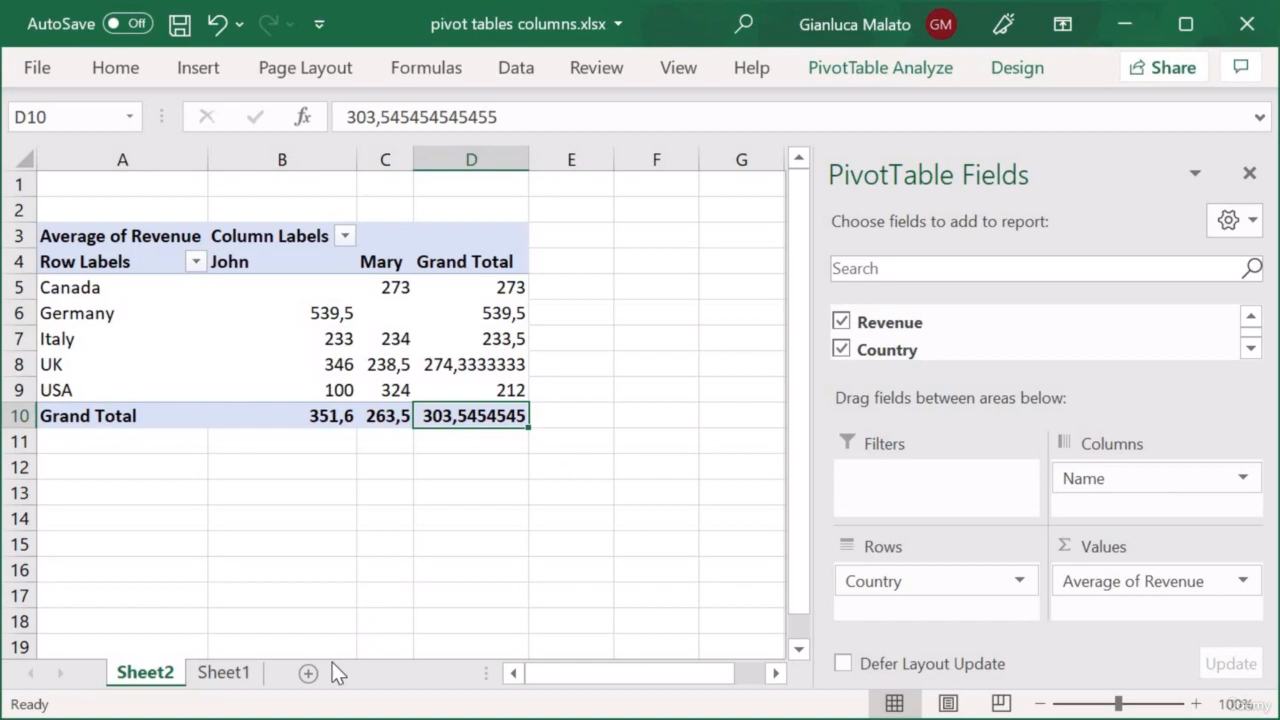 AutoSave Off pivot tables columns.xlsx Gianluca Malato GM
File Home Insert Page Layout Formulas Data Review View Help PivotTable Analyze Design Share
D10 fx 303,545454545455
A B C D E F G
1
2
3 Average of Revenue Column Labels
4 Row Labels John Mary Grand Total
5 Canada 273 273
6 Germany 539,5 539,5
7 Italy 233 234 233,5
8 UK 346 238,5 274,3333333
9 USA 100 324 212
10 Grand Total 351,6 263,5 303,5454545
11
12
13
14
15
16
17
18
19
Sheet2 Sheet1
PivotTable Fields
Choose fields to add to report:
Search
Revenue
Country
Drag fields between areas below:
Filters Columns
Name
Rows Σ Values
Country Average of Revenue
Defer Layout Update Update
Ready 100%
Udemy